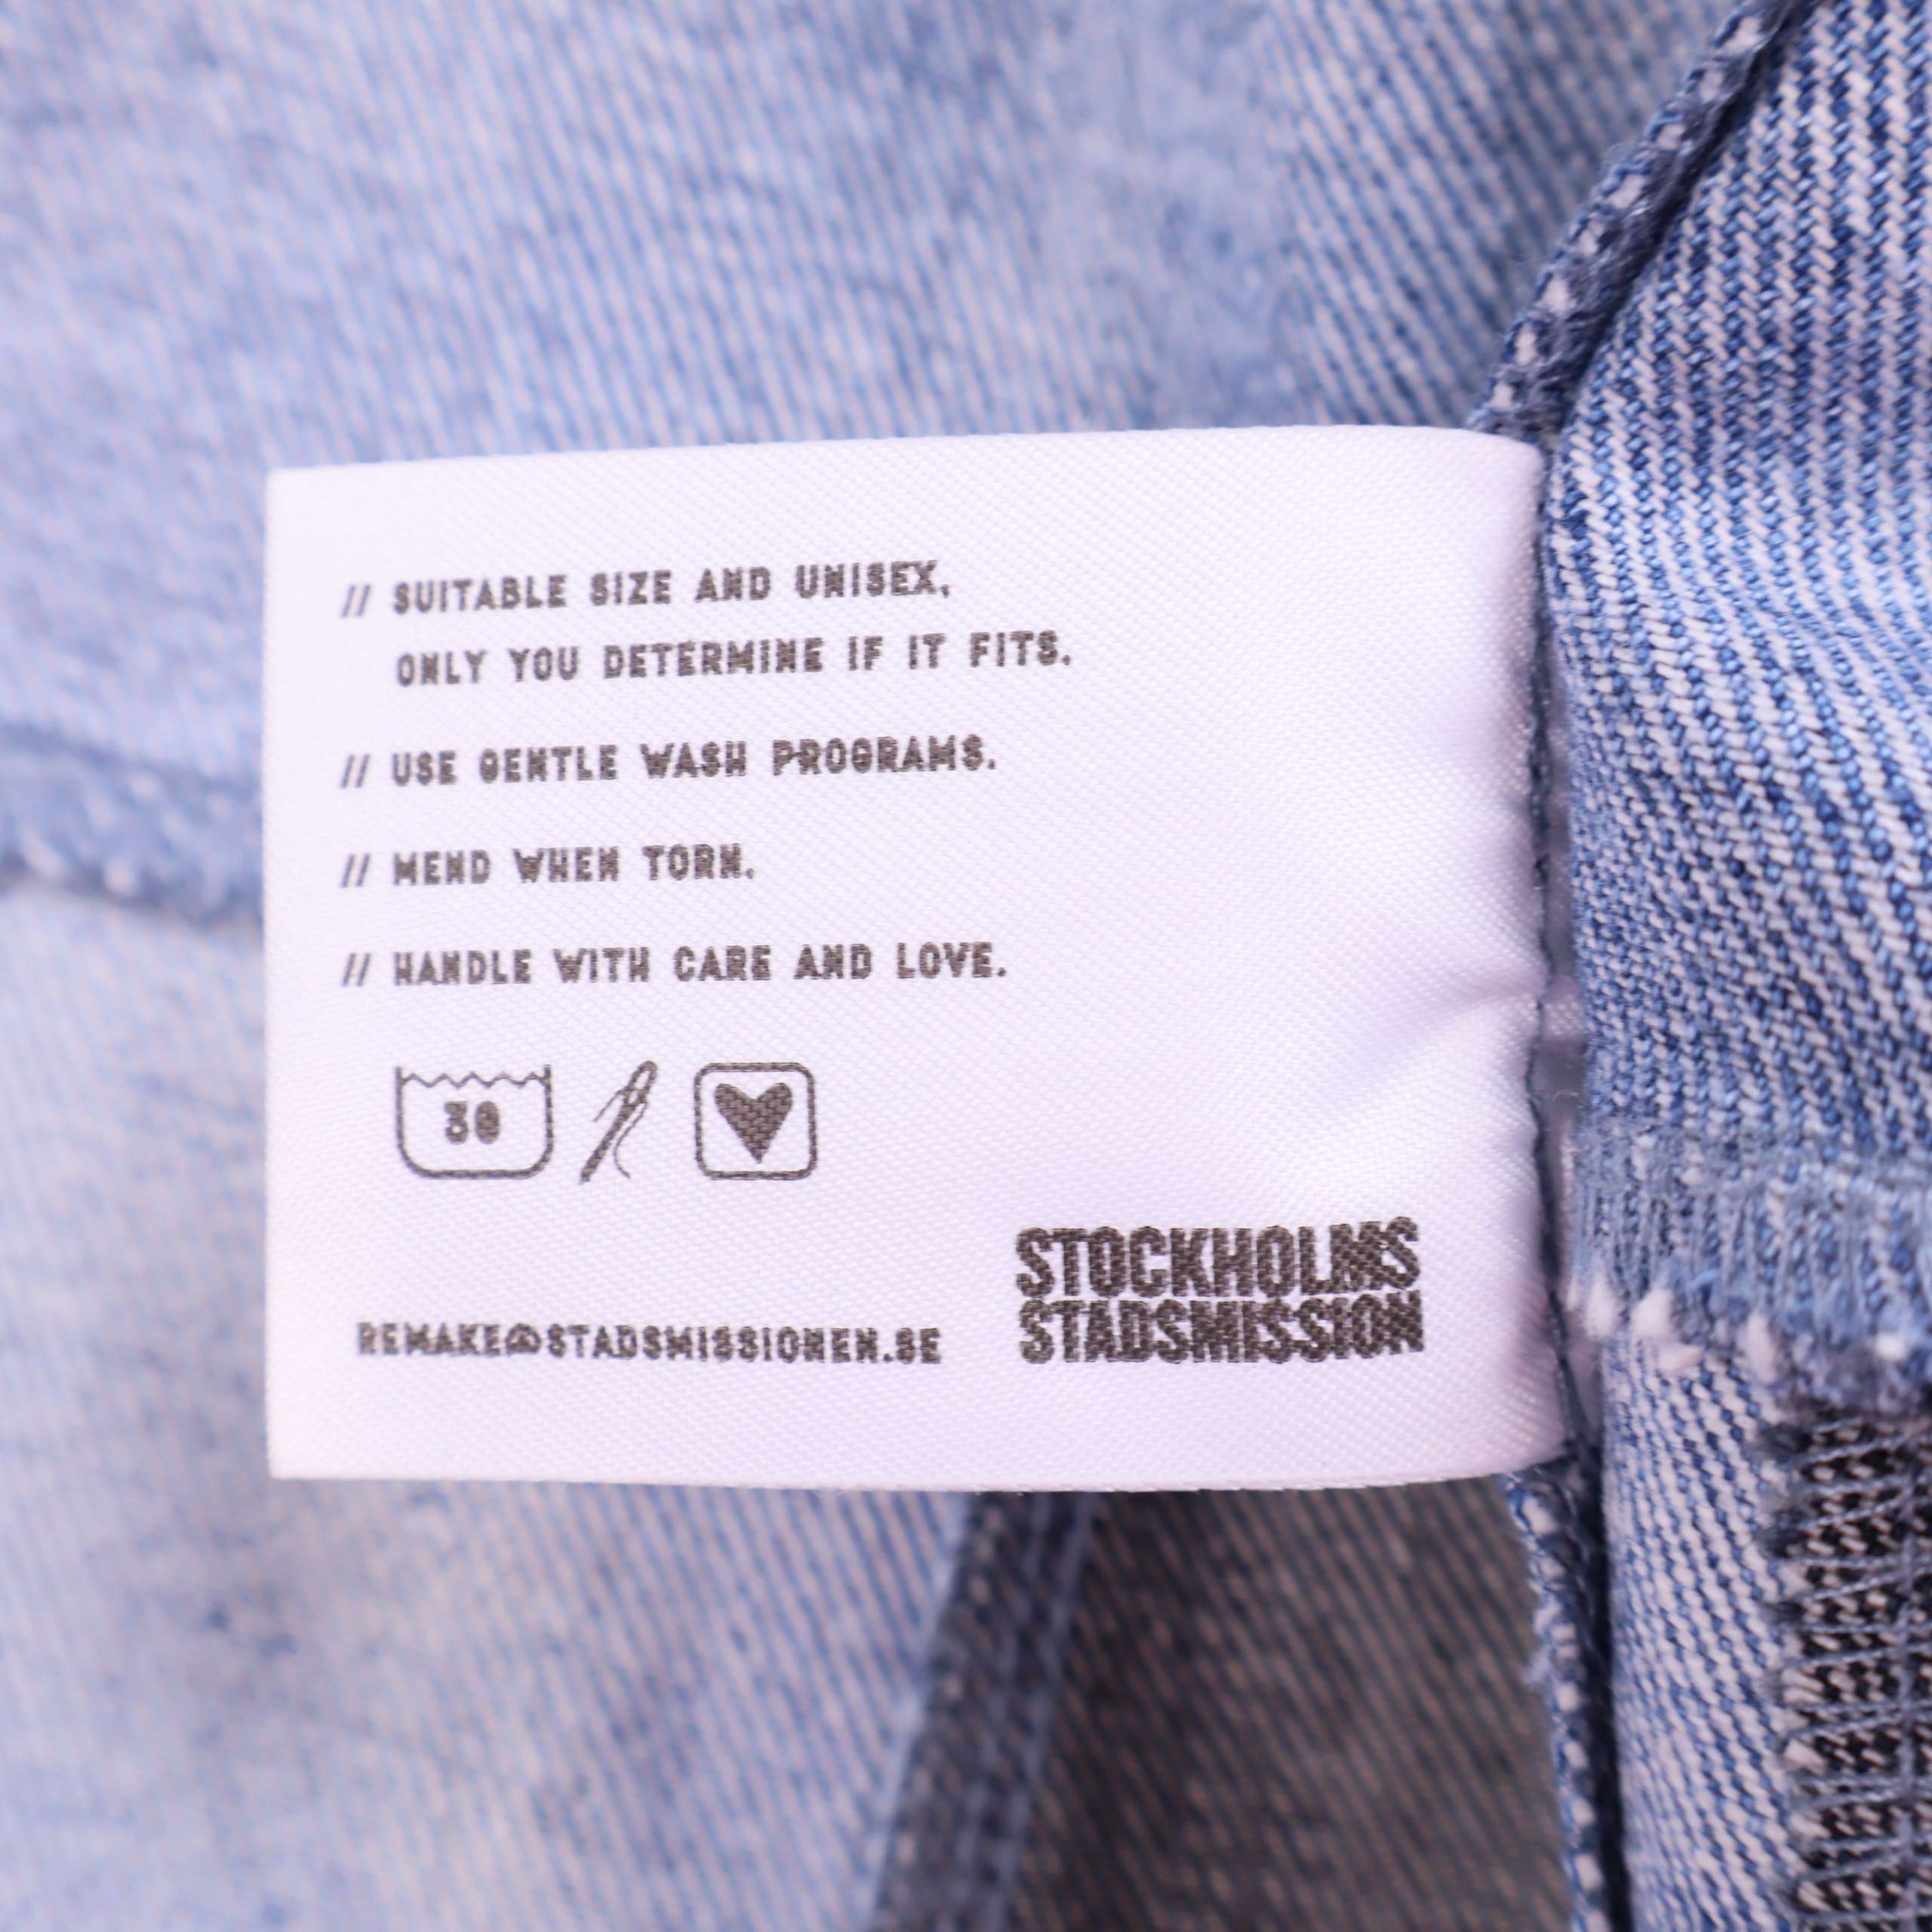 // SUITABLE SIZE AND UNISEX,
ONLY YOU DETERMINE IF IT FITS.
// USE GENTLE WASH PROGRAMS.
// MEND WHEN TORN.
// HANDLE WITH CARE AND LOVE.
30
REMAKE@STADSMISSIONEN.SE
STOCKHOLMS
STADSMISSION